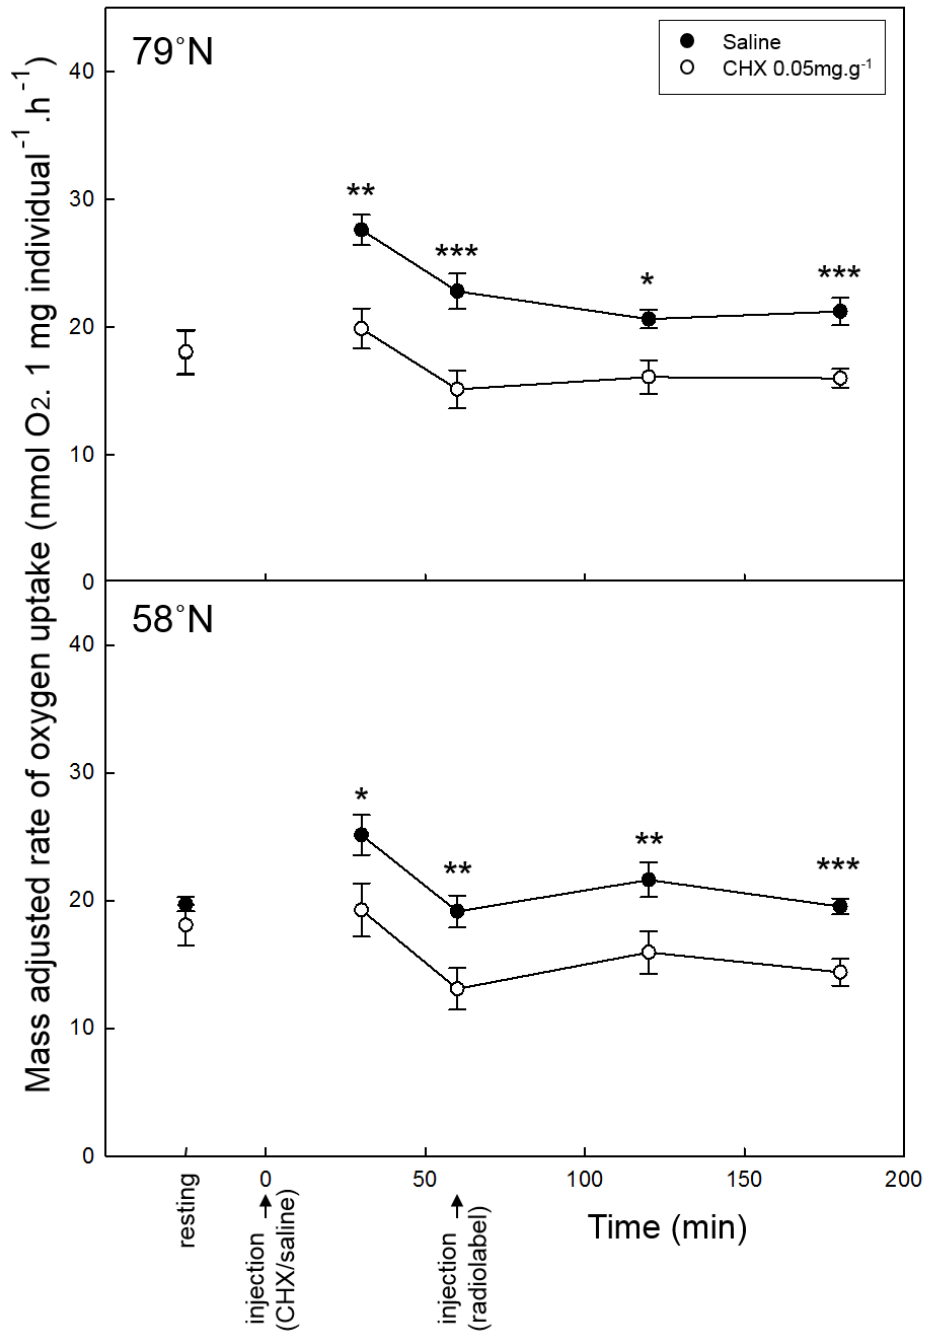 Mass adjusted rate of oxygen uptake (nmol O2. 1 mg individual⁻¹ .h⁻¹)
79°N
Saline
CHX 0.05mg.g⁻¹
40
30
20
10
0
**
***
*
***
58°N
40
30
20
10
0
*
**
**
***
0
50
100
150
200
resting
injection
(CHX/saline)
injection
(radiolabel)
Time (min)